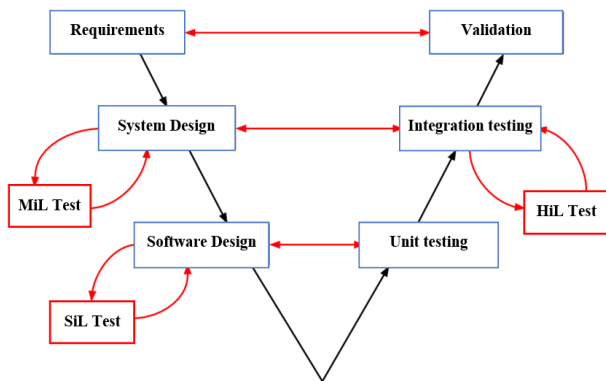 Requirements
Validation
System Design
Integration testing
MiL Test
HiL Test
Software Design
Unit testing
SiL Test